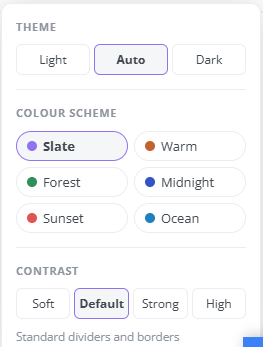 THEME
Light Auto Dark
COLOUR SCHEME
Slate Warm
Forest Midnight
Sunset Ocean
CONTRAST
Soft Default Strong High
Standard dividers and borders